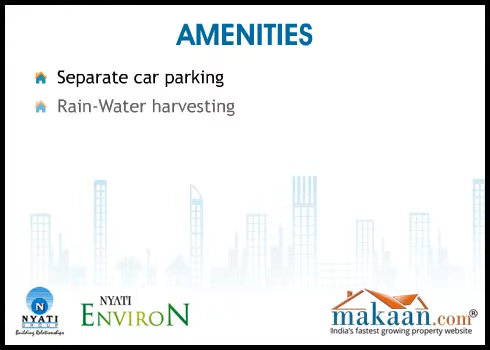 AMENITIES
Separate car parking
Rain-Water harvesting
N
NYATI
GROUP
Building Relationships
NYATI
ENVIRON
makaan.com®
India's fastest growing property website